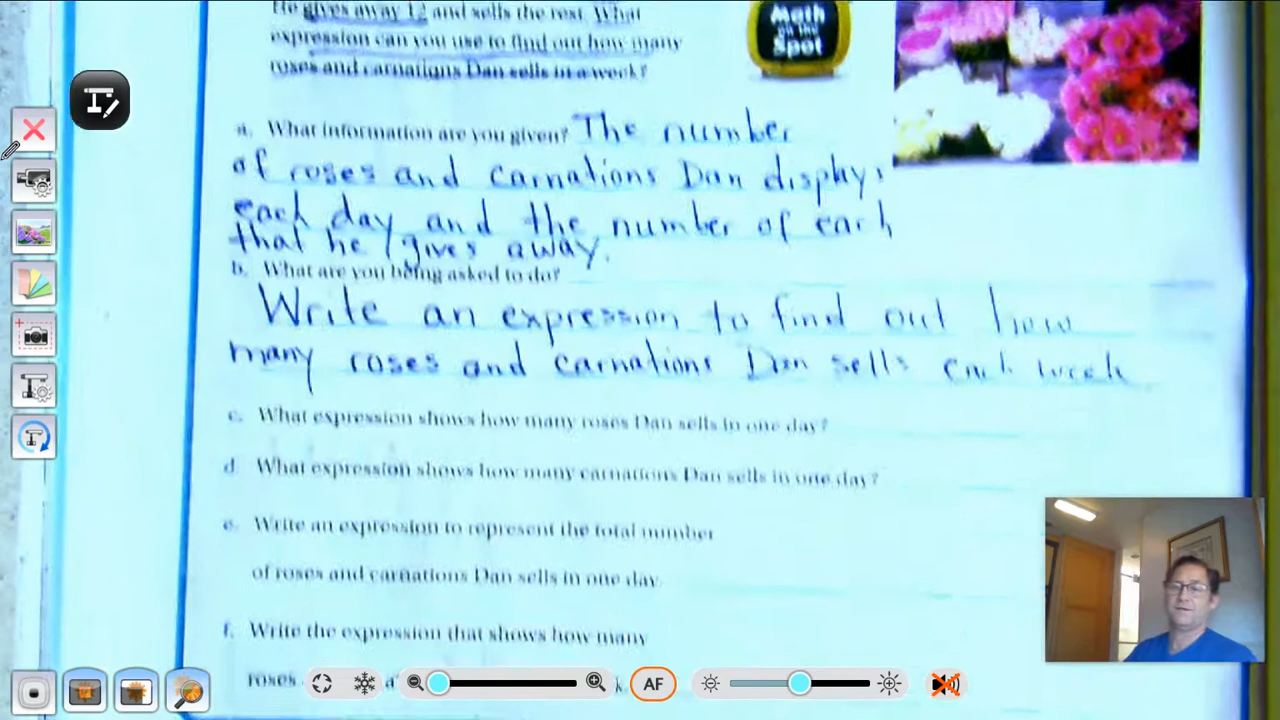 He gives away 12 and sells the rest. What
expression can you use to find out how many
roses and carnations Dan sells in a week?
Math
on the
Spot
a. What information are you given? The number
of roses and carnations Dan displays
each day and the number of each
that he gives away.
b. What are you being asked to do?
Write an expression to find out how
many roses and carnations Dan sells each week.
c. What expression shows how many roses Dan sells in one day?
d. What expression shows how many carnations Dan sells in one day?
e. Write an expression to represent the total number
of roses and carnations Dan sells in one day.
f. Write the expression that shows how many
roses
AF